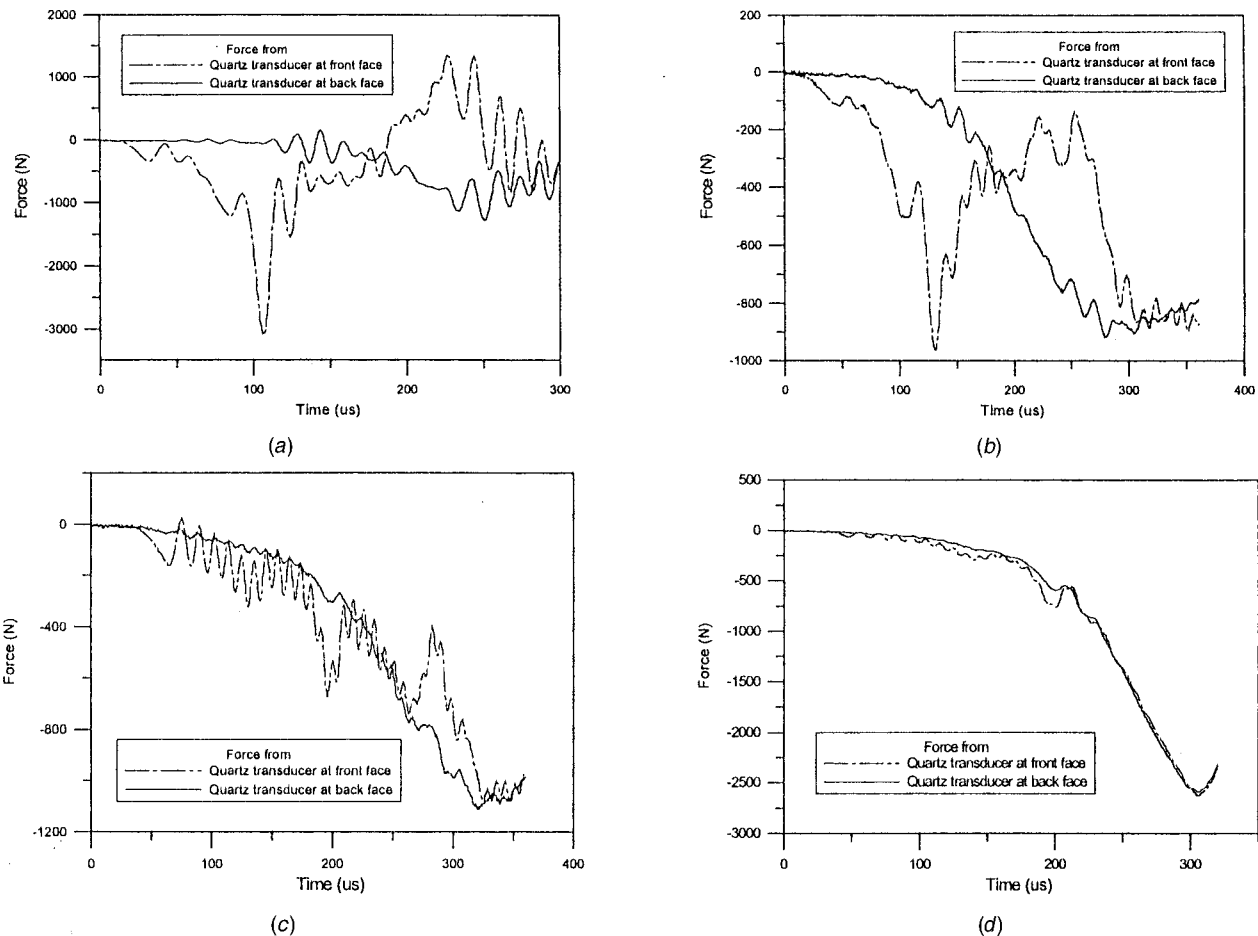 1000
0
-1000
-2000
-3000
Force (N)
Force from
Quartz transducer at front face
Quartz transducer at back face
0
100
200
300
Time (us)
(a)
200
0
-200
-400
-600
-800
-1000
Force (N)
Force from
Quartz transducer at front face
Quartz transducer at back face
0
100
200
300
400
Time (us)
(b)
0
-400
-800
-1200
Force (N)
Force from
Quartz transducer at front face
Quartz transducer at back face
0
100
200
300
400
Time (us)
(c)
500
0
-500
-1000
-1500
-2000
-2500
-3000
Force (N)
Force from
Quartz transducer at front face
Quartz transducer at back face
0
100
200
300
Time (us)
(d)